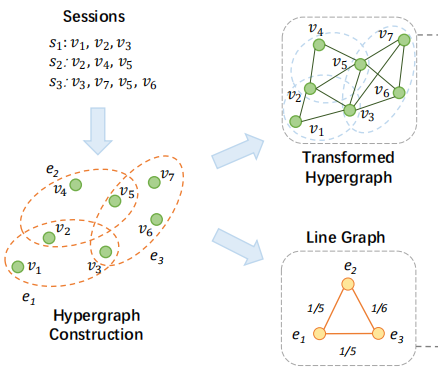 Sessions
s₁: v₁, v₂, v₃
s₂: v₂, v₄, v₅
s₃: v₃, v₇, v₅, v₆
e₂
v₄
v₅
v₇
v₂
v₆
v₁
v₃
e₃
e₁
Hypergraph
Construction
v₄
v₇
v₅
v₂
v₆
v₃
v₁
Transformed
Hypergraph
Line Graph
e₂
1/5
1/6
e₁
e₃
1/5